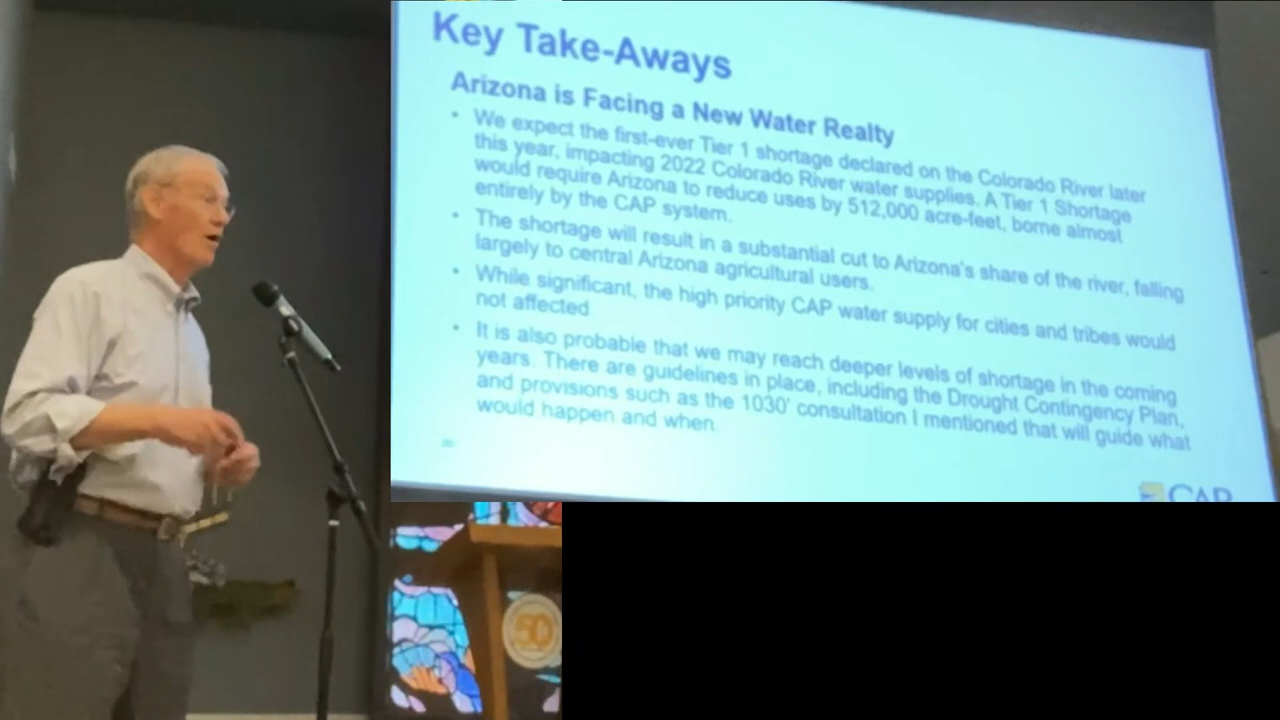 Key Take-Aways
Arizona is Facing a New Water Realty
• We expect the first-ever Tier 1 shortage declared on the Colorado River later
this year, impacting 2022 Colorado River water supplies. A Tier 1 Shortage
would require Arizona to reduce uses by 512,000 acre-feet, borne almost
entirely by the CAP system.
• The shortage will result in a substantial cut to Arizona's share of the river, falling
largely to central Arizona agricultural users.
• While significant, the high priority CAP water supply for cities and tribes would
not affected
• It is also probable that we may reach deeper levels of shortage in the coming
years. There are guidelines in place, including the Drought Contingency Plan,
and provisions such as the 1030' consultation I mentioned that will guide what
would happen and when.
CAP
50